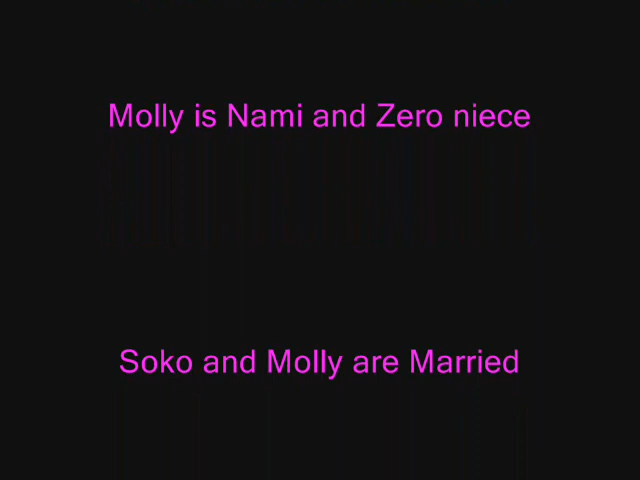 Molly is Nami and Zero niece
Soko and Molly are Married